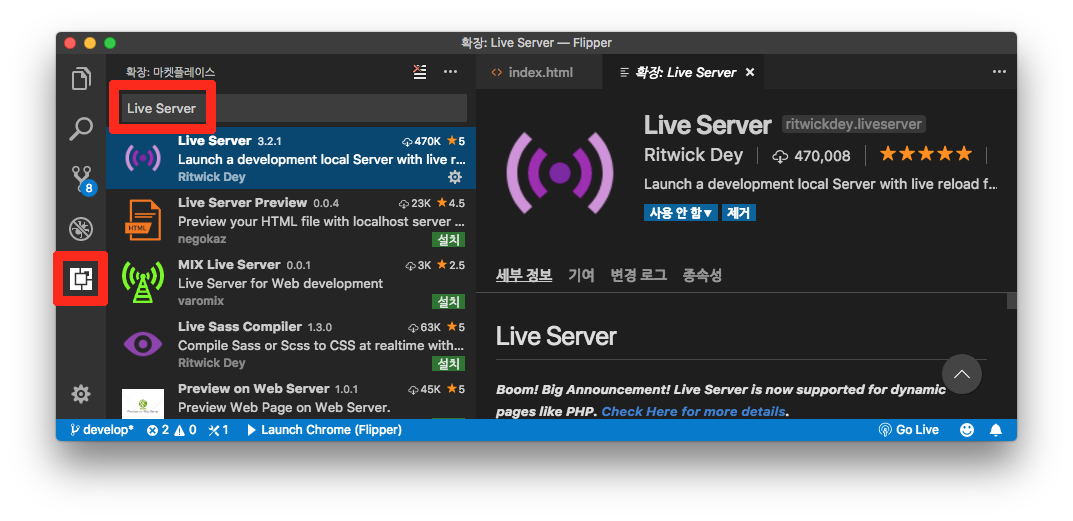 확장: Live Server — Flipper
확장: 마켓플레이스
Live Server
Live Server 3.2.1 470K ★5
Launch a development local Server with live r...
Ritwick Dey
Live Server Preview 0.0.4 23K ★4.5
Preview your HTML file with localhost server ...
negokaz 설치
HTML
MIX Live Server 0.0.1 3K ★2.5
Live Server for Web development
varomix 설치
Live Sass Compiler 1.3.0 63K ★5
Compile Sass or Scss to CSS at realtime with...
Ritwick Dey 설치
Preview on Web Server 1.0.1 45K ★5
Preview Web Page on Web Server.
8
<> index.html
확장: Live Server ×
Live Server ritwickdey.liveserver
Ritwick Dey 470,008 ★★★★★
Launch a development local Server with live reload f...
사용 안 함▼ 제거
세부 정보 기여 변경 로그 종속성
Live Server
Boom! Big Announcement! Live Server is now supported for dynamic
pages like PHP. Check Here for more details.
develop* 2 0 1 Launch Chrome (Flipper) Go Live